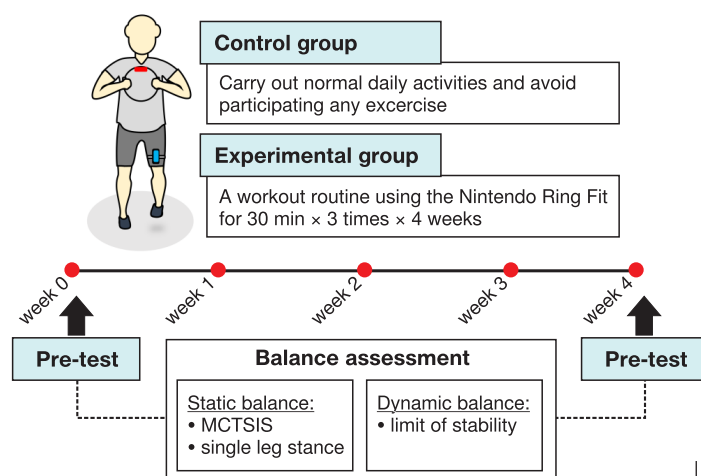 Control group
Carry out normal daily activities and avoid
participating any excercise
Experimental group
A workout routine using the Nintendo Ring Fit
for 30 min × 3 times × 4 weeks
week 0
week 1
week 2
week 3
week 4
Pre-test
Balance assessment
Pre-test
Static balance:
• MCTSIS
• single leg stance
Dynamic balance:
• limit of stability